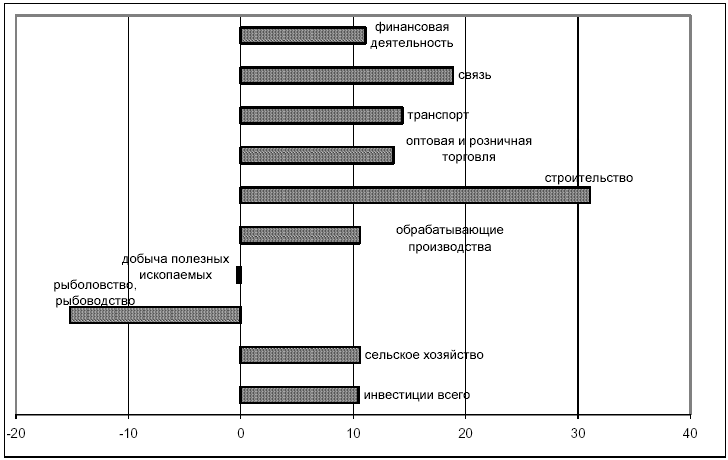 финансовая
деятельность
связь
транспорт
оптовая и розничная
торговля
строительство
обрабатывающие
производства
добыча полезных
ископаемых
рыболовство,
рыбоводство
сельское хозяйство
инвестиции всего
-20 -10 0 10 20 30 40